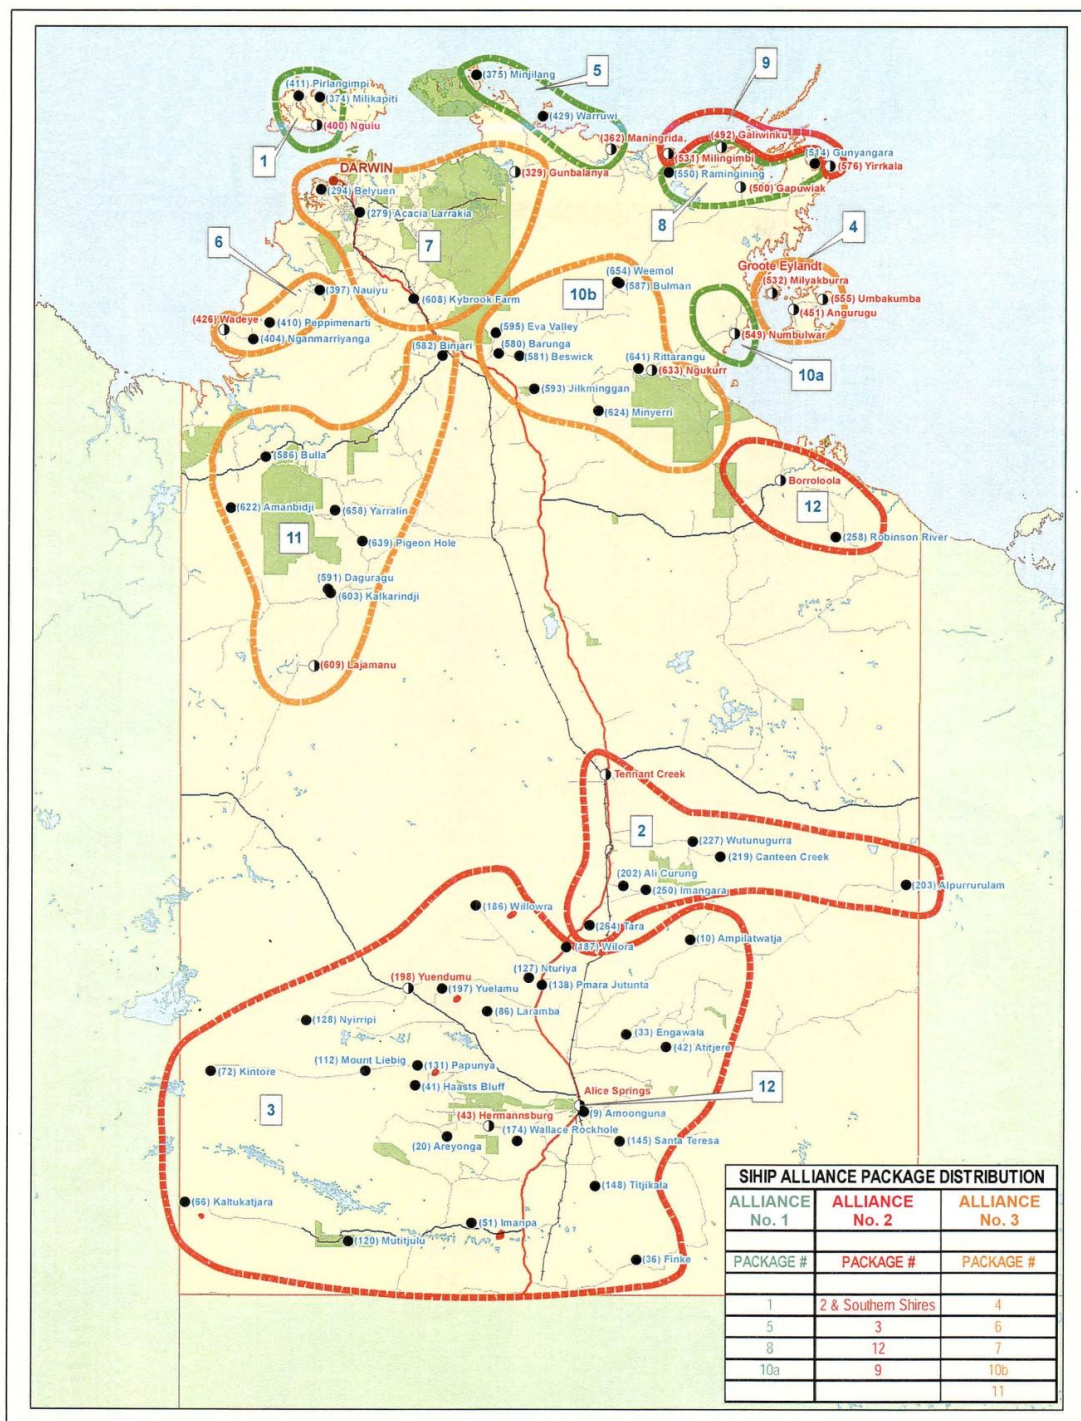 (375) Minjilang
5
9
(411) Pirlangimpi
(374) Milikapiti
(429) Warruwi
(400) Nguiu
(362) Maningrida
(492) Galiwinku
1
(531) Milingimbi
(514) Gunyangara
(576) Yirrkala
DARWIN
(329) Gunbalanya
(550) Ramingining
(294) Belyuen
(500) Gapuwiak
(279) Acacia Larrakia
8
4
6
7
Groote Eylandt
(654) Weemol
(532) Milyakburra
(397) Nauiyu
10b
(587) Bulman
(608) Kybrook Farm
(555) Umbakumba
(451) Angurugu
(426) Wadeye
(410) Peppimenarti
(595) Eva Valley
(549) Numbulwar
(404) Nganmarriyanga
(582) Binjari
(580) Barunga
(581) Beswick
(641) Rittarangu
(633) Ngukurr
10a
(593) Jilkminggan
(624) Minyerri
(586) Bulla
Borroloola
(622) Amanbidji
(658) Yarralin
12
11
(639) Pigeon Hole
(258) Robinson River
(591) Daguragu
(603) Kalkarindji
(609) Lajamanu
Tennant Creek
2
(227) Wutunugurra
(219) Canteen Creek
(202) Ali Curung
(250) Imangara
(203) Alpurrurulam
(186) Willowra
(264) Tara
(10) Ampilatwatja
(187) Wilora
(127) Nturiya
(198) Yuendumu
(197) Yuelamu
(138) Pmara Jutunta
(86) Laramba
(128) Nyirripi
(33) Engawala
(42) Atitjere
(112) Mount Liebig
(131) Papunya
(72) Kintore
(41) Haasts Bluff
Alice Springs
12
3
(43) Hermannsburg
(9) Amoonguna
(174) Wallace Rockhole
(20) Areyonga
(145) Santa Teresa
(148) Titjikala
(66) Kaltukatjara
(51) Imanpa
(120) Mutitjulu
(36) Finke
SIHIP ALLIANCE PACKAGE DISTRIBUTION
ALLIANCE No. 1 ALLIANCE No. 2 ALLIANCE No. 3
PACKAGE # PACKAGE # PACKAGE #
1 2 & Southern Shires 4
5 3 6
8 12 7
10a 9 10b
11